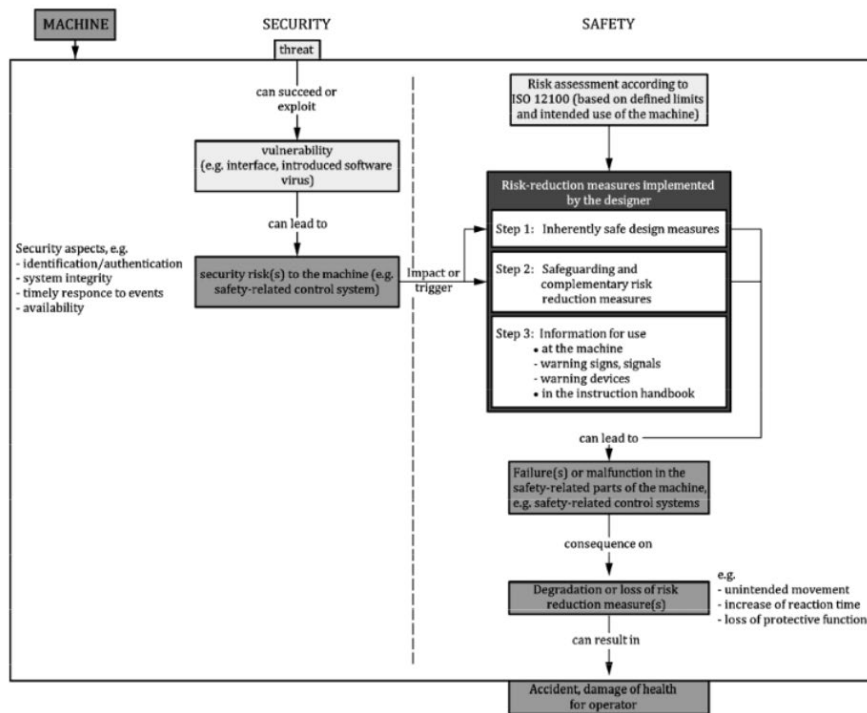 MACHINE
SECURITY
SAFETY
threat
can succeed or
exploit
vulnerability
(e.g. interface, introduced software
virus)
can lead to
Security aspects, e.g.
- identification/authentication
- system integrity
- timely responce to events
- availability
security risk(s) to the machine (e.g.
safety-related control system)
Impact or
trigger
Risk assessment according to
ISO 12100 (based on defined limits
and intended use of the machine)
Risk-reduction measures implemented
by the designer
Step 1: Inherently safe design measures
Step 2: Safeguarding and
complementary risk
reduction measures
Step 3: Information for use
• at the machine
- warning signs, signals
- warning devices
• in the instruction handbook
can lead to
Failure(s) or malfunction in the
safety-related parts of the machine,
e.g. safety-related control systems
consequence on
Degradation or loss of risk
reduction measure(s)
e.g.
- unintended movement
- increase of reaction time
- loss of protective function
can result in
Accident, damage of health
for operator